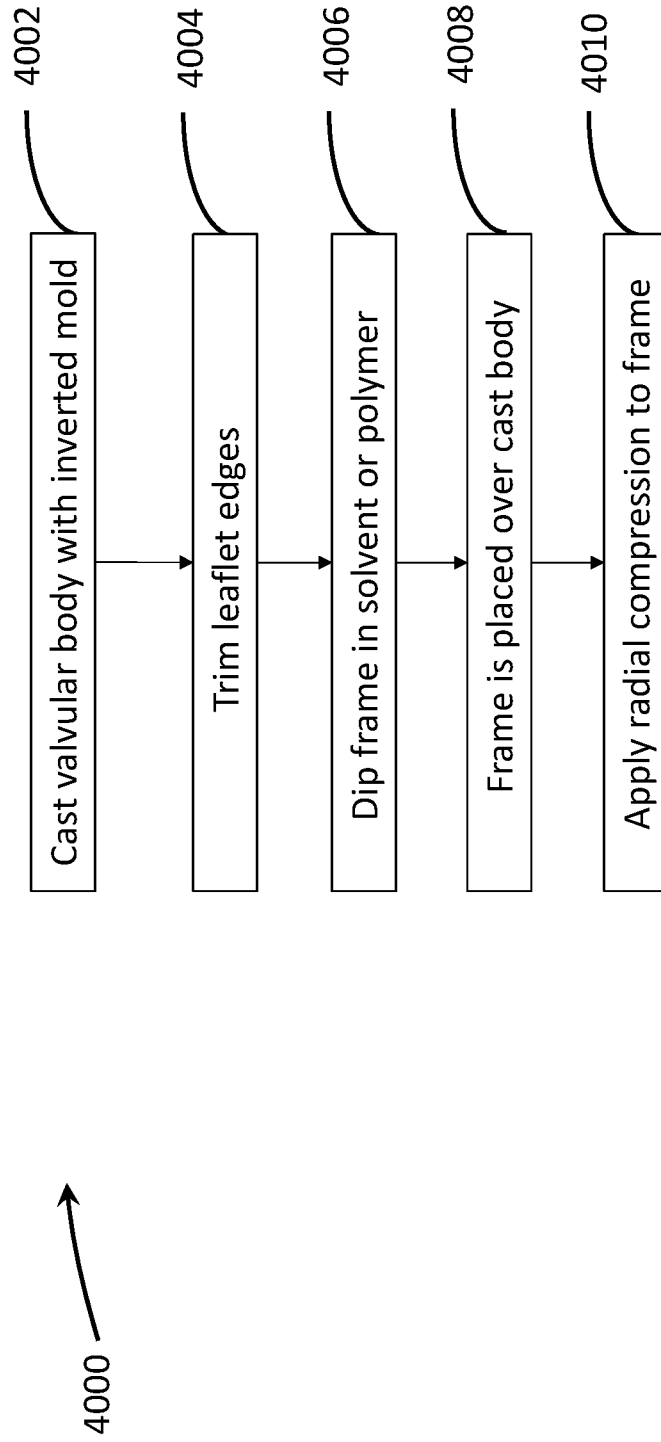 4000
Cast valvular body with inverted mold
4002
Trim leaflet edges
4004
Dip frame in solvent or polymer
4006
Frame is placed over cast body
4008
Apply radial compression to frame
4010